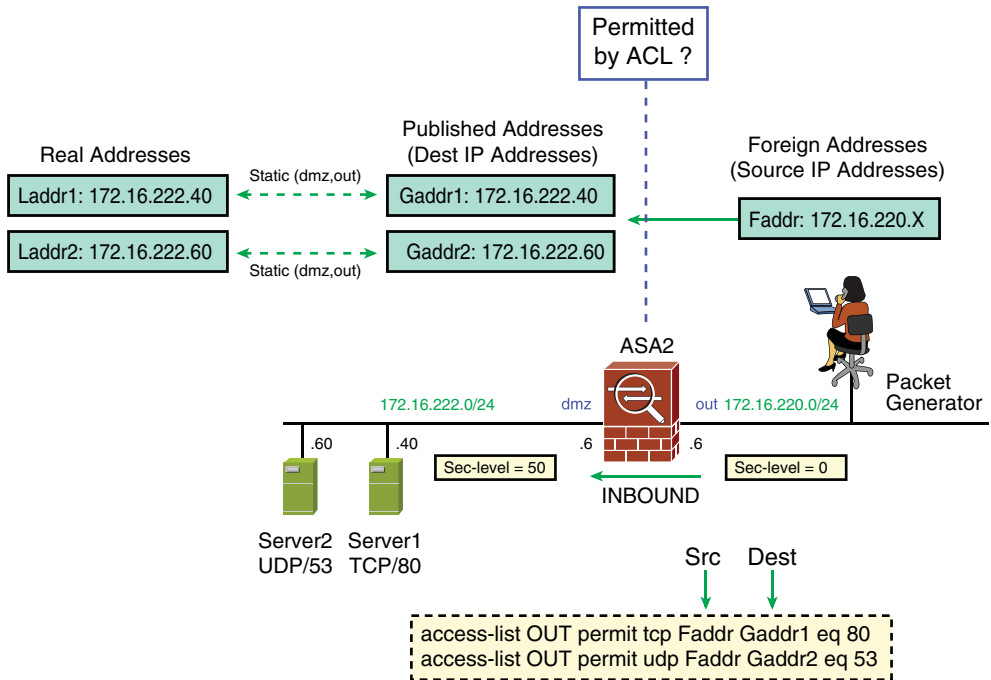 Permitted
by ACL ?
Real Addresses
Published Addresses
(Dest IP Addresses)
Foreign Addresses
(Source IP Addresses)
Laddr1: 172.16.222.40
Static (dmz,out)
Gaddr1: 172.16.222.40
Faddr: 172.16.220.X
Laddr2: 172.16.222.60
Static (dmz,out)
Gaddr2: 172.16.222.60
ASA2
Packet
Generator
172.16.222.0/24
dmz
out
172.16.220.0/24
.60
.40
.6
.6
Sec-level = 50
Sec-level = 0
INBOUND
Server2
UDP/53
Server1
TCP/80
Src
Dest
access-list OUT permit tcp Faddr Gaddr1 eq 80
access-list OUT permit udp Faddr Gaddr2 eq 53